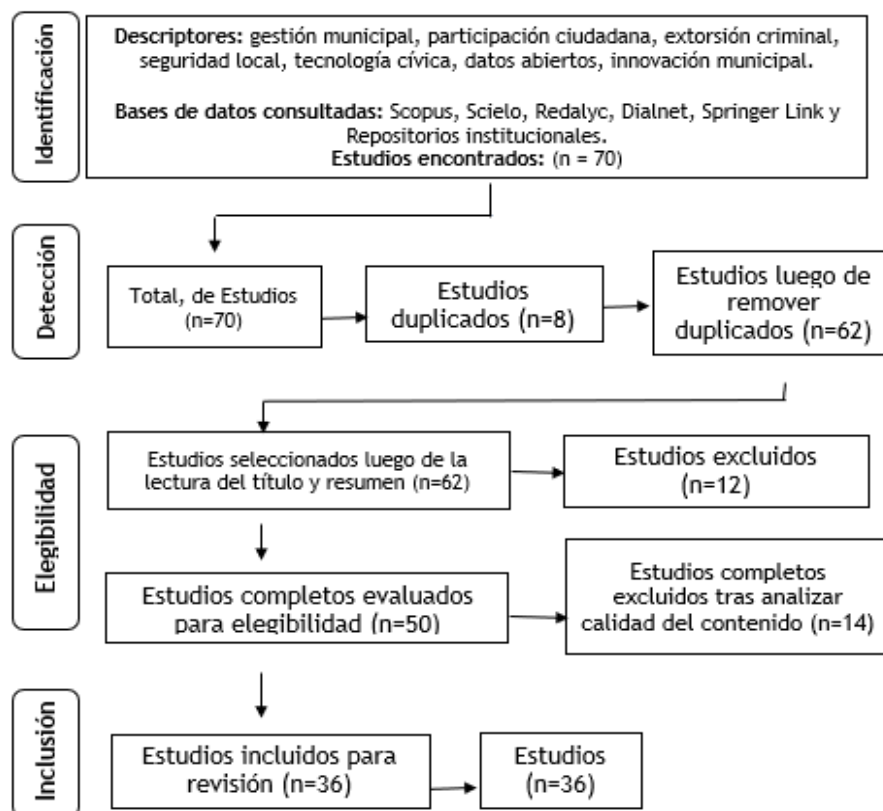 Identificación
Descriptores: gestión municipal, participación ciudadana, extorsión criminal,
seguridad local, tecnología cívica, datos abiertos, innovación municipal.
Bases de datos consultadas: Scopus, Scielo, Redalyc, Dialnet, Springer Link y
Repositorios institucionales.
Estudios encontrados: (n = 70)
Detección
Total, de Estudios
(n=70)
Estudios
duplicados (n=8)
Estudios luego de
remover
duplicados (n=62)
Elegibilidad
Estudios seleccionados luego de la
lectura del título y resumen (n=62)
Estudios excluidos
(n=12)
Estudios completos evaluados
para elegibilidad (n=50)
Estudios completos
excluidos tras analizar
calidad del contenido (n=14)
Inclusión
Estudios incluidos para
revisión (n=36)
Estudios
(n=36)